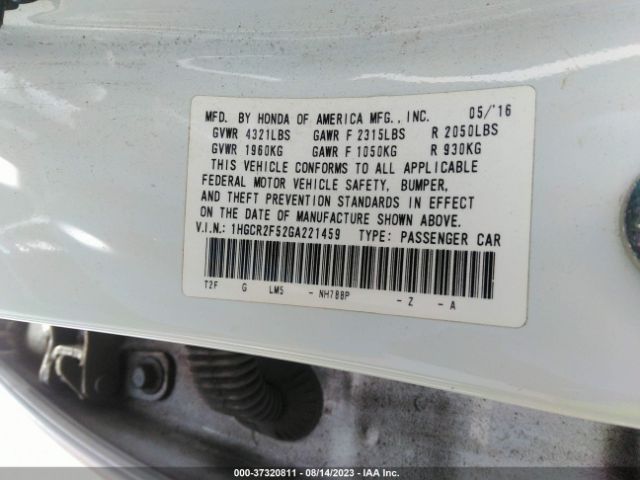 MFD. BY HONDA OF AMERICA MFG., INC. 05/'16
GVWR 4321LBS GAWR F 2315LBS R 2050LBS
GVWR 1960KG GAWR F 1050KG R 930KG
THIS VEHICLE CONFORMS TO ALL APPLICABLE
FEDERAL MOTOR VEHICLE SAFETY, BUMPER,
AND THEFT PREVENTION STANDARDS IN EFFECT
ON THE DATE OF MANUFACTURE SHOWN ABOVE.
V.I.N.: 1HGCR2F52GA221459 TYPE: PASSENGER CAR
T2F G LM5 - NH788P - Z - A
000-37320811 - 08/14/2023 - IAA Inc.